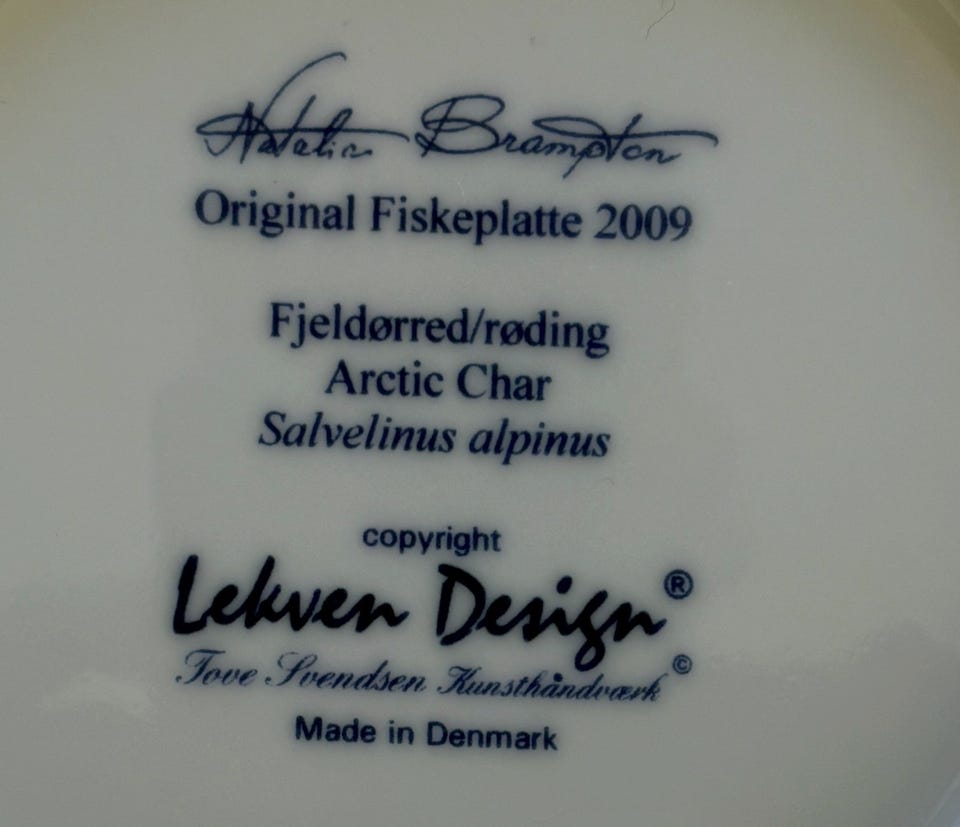 Natalia Brampton
Original Fiskeplatte 2009
Fjeldørred/røding
Arctic Char
Salvelinus alpinus
copyright
Lekven Design®
Tove Svendsen Kunsthåndværk©
Made in Denmark